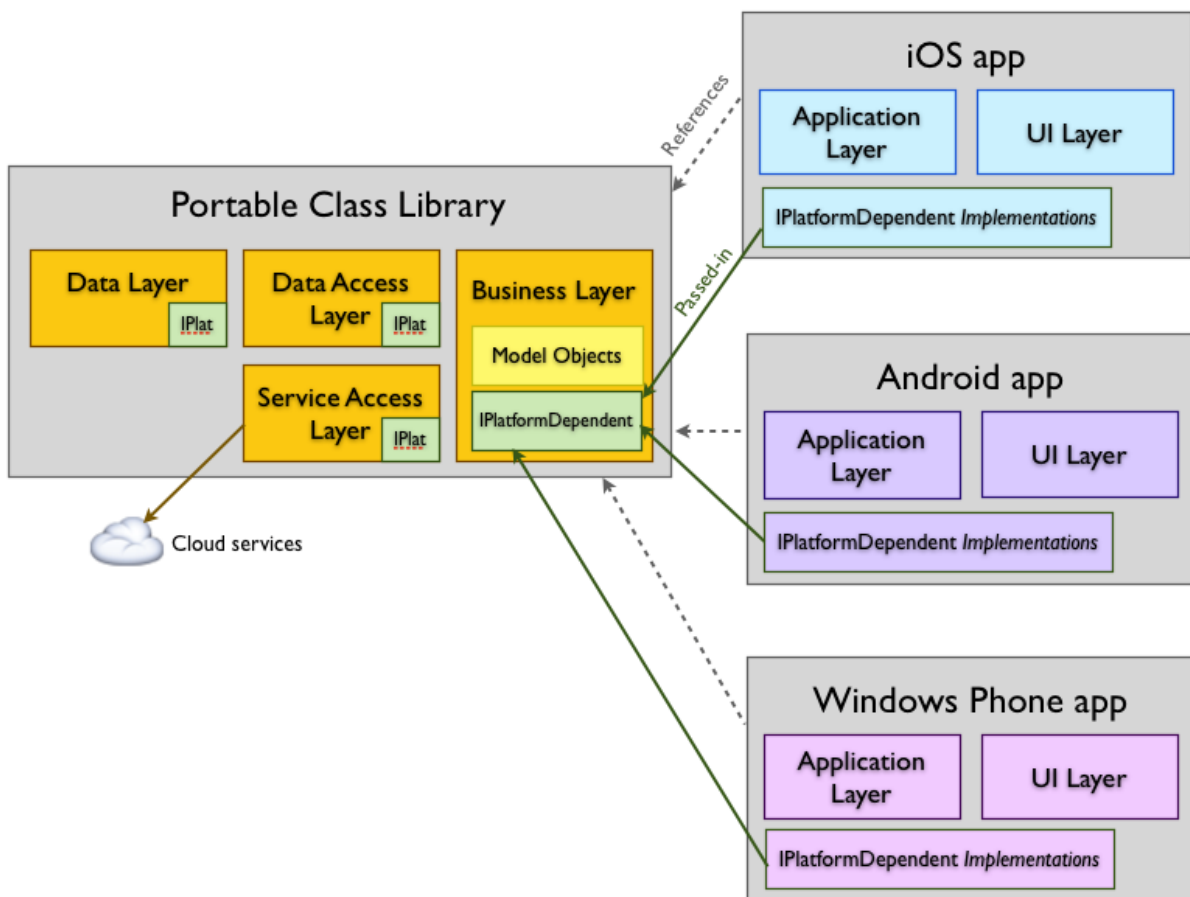 Portable Class Library
Data Layer
IPlat
Data Access
Layer
IPlat
Service Access
Layer
IPlat
Business Layer
Model Objects
IPlatformDependent
Cloud services
References
Passed-in
iOS app
Application
Layer
UI Layer
IPlatformDependent Implementations
Android app
Application
Layer
UI Layer
IPlatformDependent Implementations
Windows Phone app
Application
Layer
UI Layer
IPlatformDependent Implementations